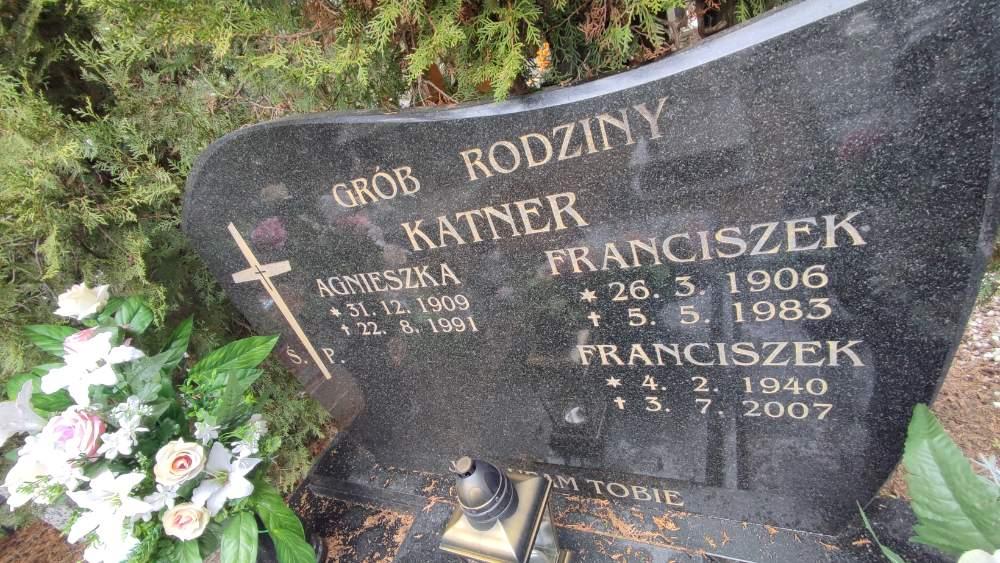 GRÓB RODZINY
KATNER
AGNIESZKA
* 31. 12. 1909
✝ 22. 8. 1991
Ś. P.
FRANCISZEK
* 26. 3. 1906
✝ 5. 5. 1983
FRANCISZEK
* 4. 2. 1940
✝ 3. 7. 2007
TOBIE